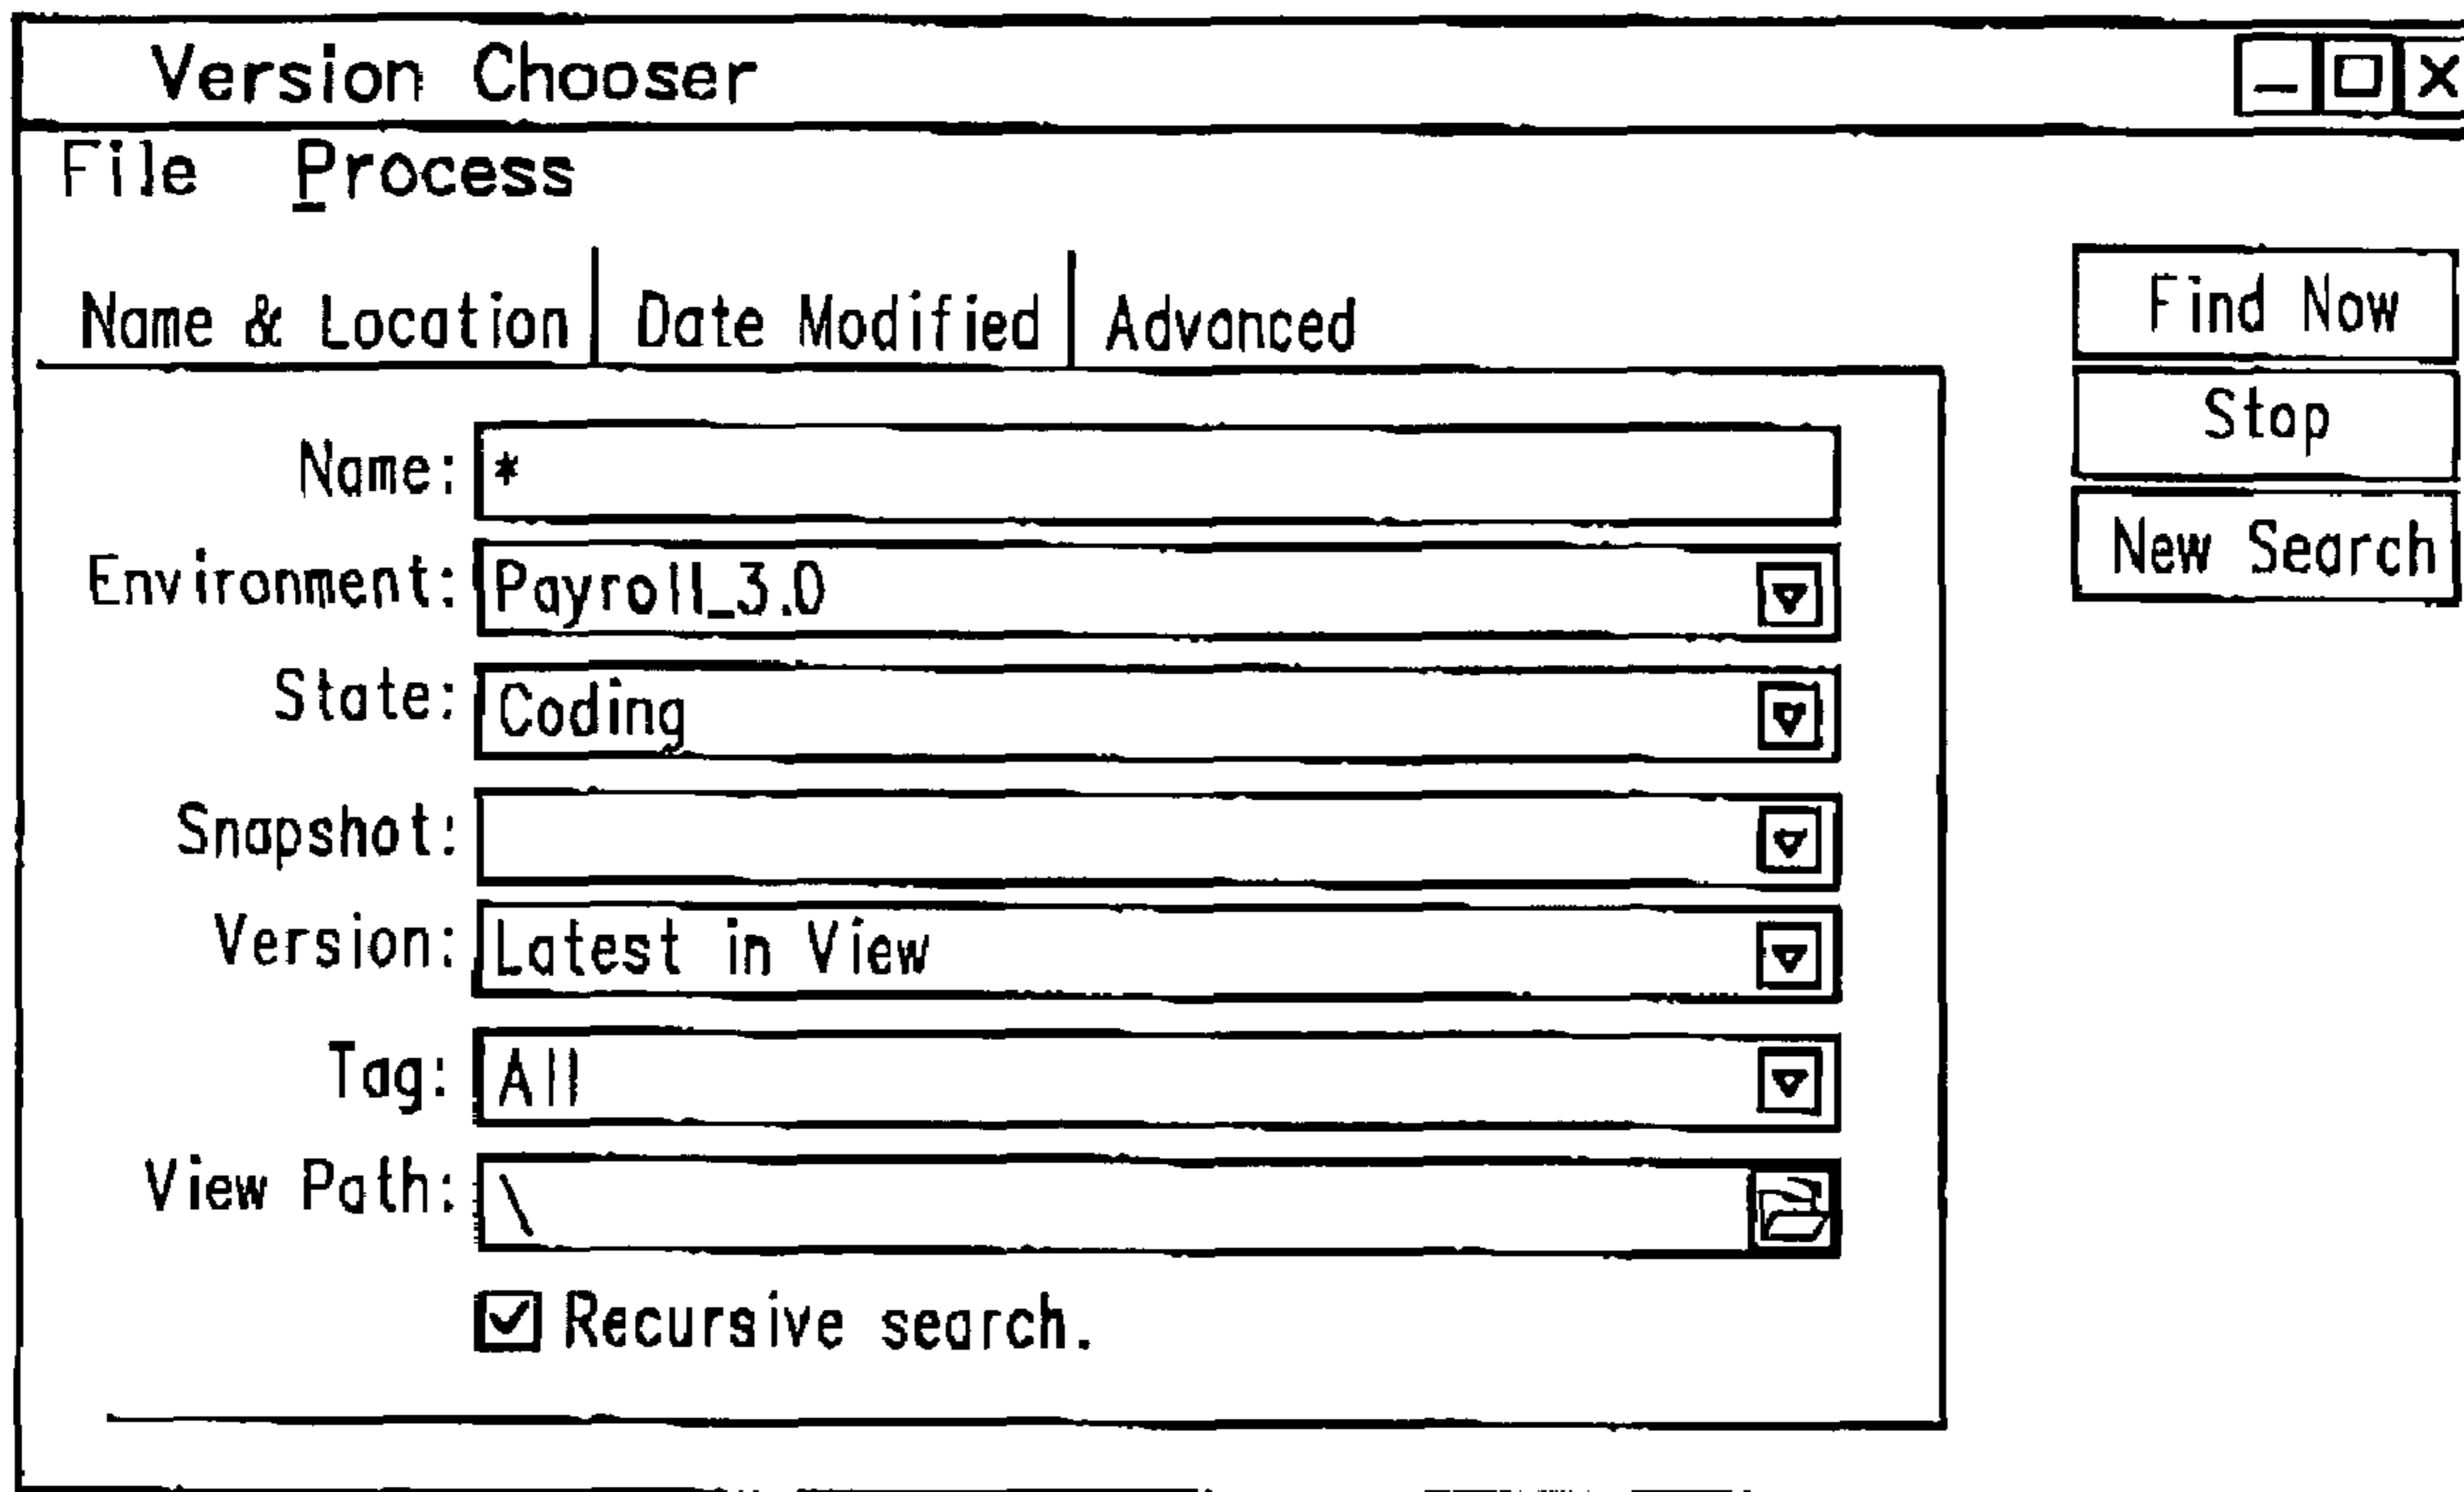 Version Chooser
File Process
Name & Location Date Modified Advanced
Find Now
Stop
New Search
Name: *
Environment: Payroll_3.0
State: Coding
Snapshot:
Version: Latest in View
Tag: All
View Path: \
Recursive search.